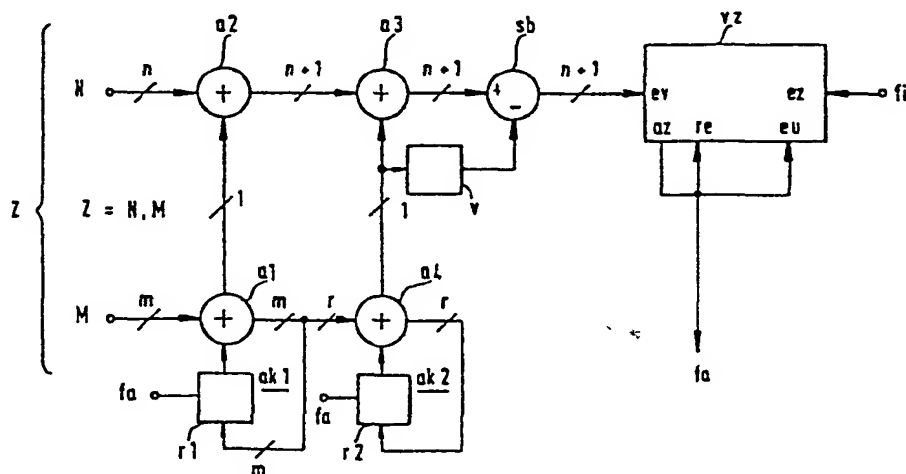 a2
a3
sb
vz
N
n
n+1
n+1
n+1
+
+
+
-
ev
ez
fi
az
re
eu
v
1
1
Z
Z = N,M
a1
a4
M
m
m
r
r
+
+
fa
fa
ak1
fa
ak2
r1
r2
m